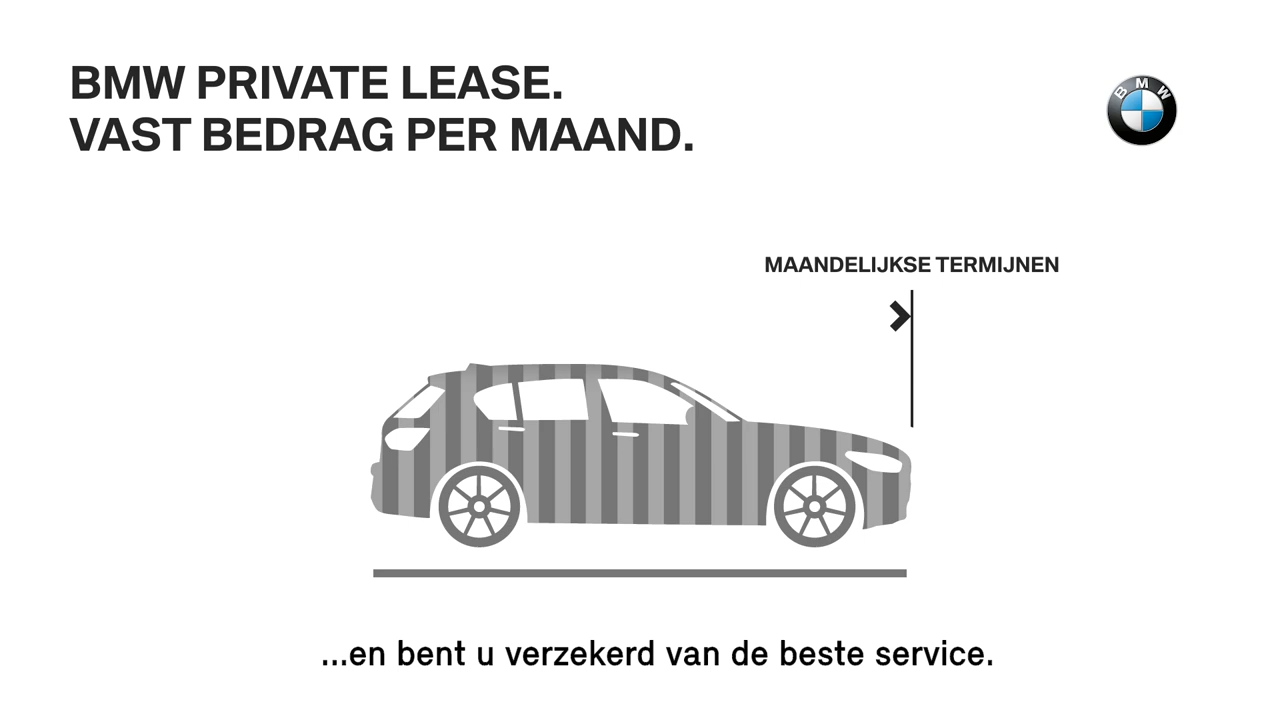 BMW PRIVATE LEASE.
VAST BEDRAG PER MAAND.
BMW
MAANDELIJKSE TERMIJNEN
...en bent u verzekerd van de beste service.